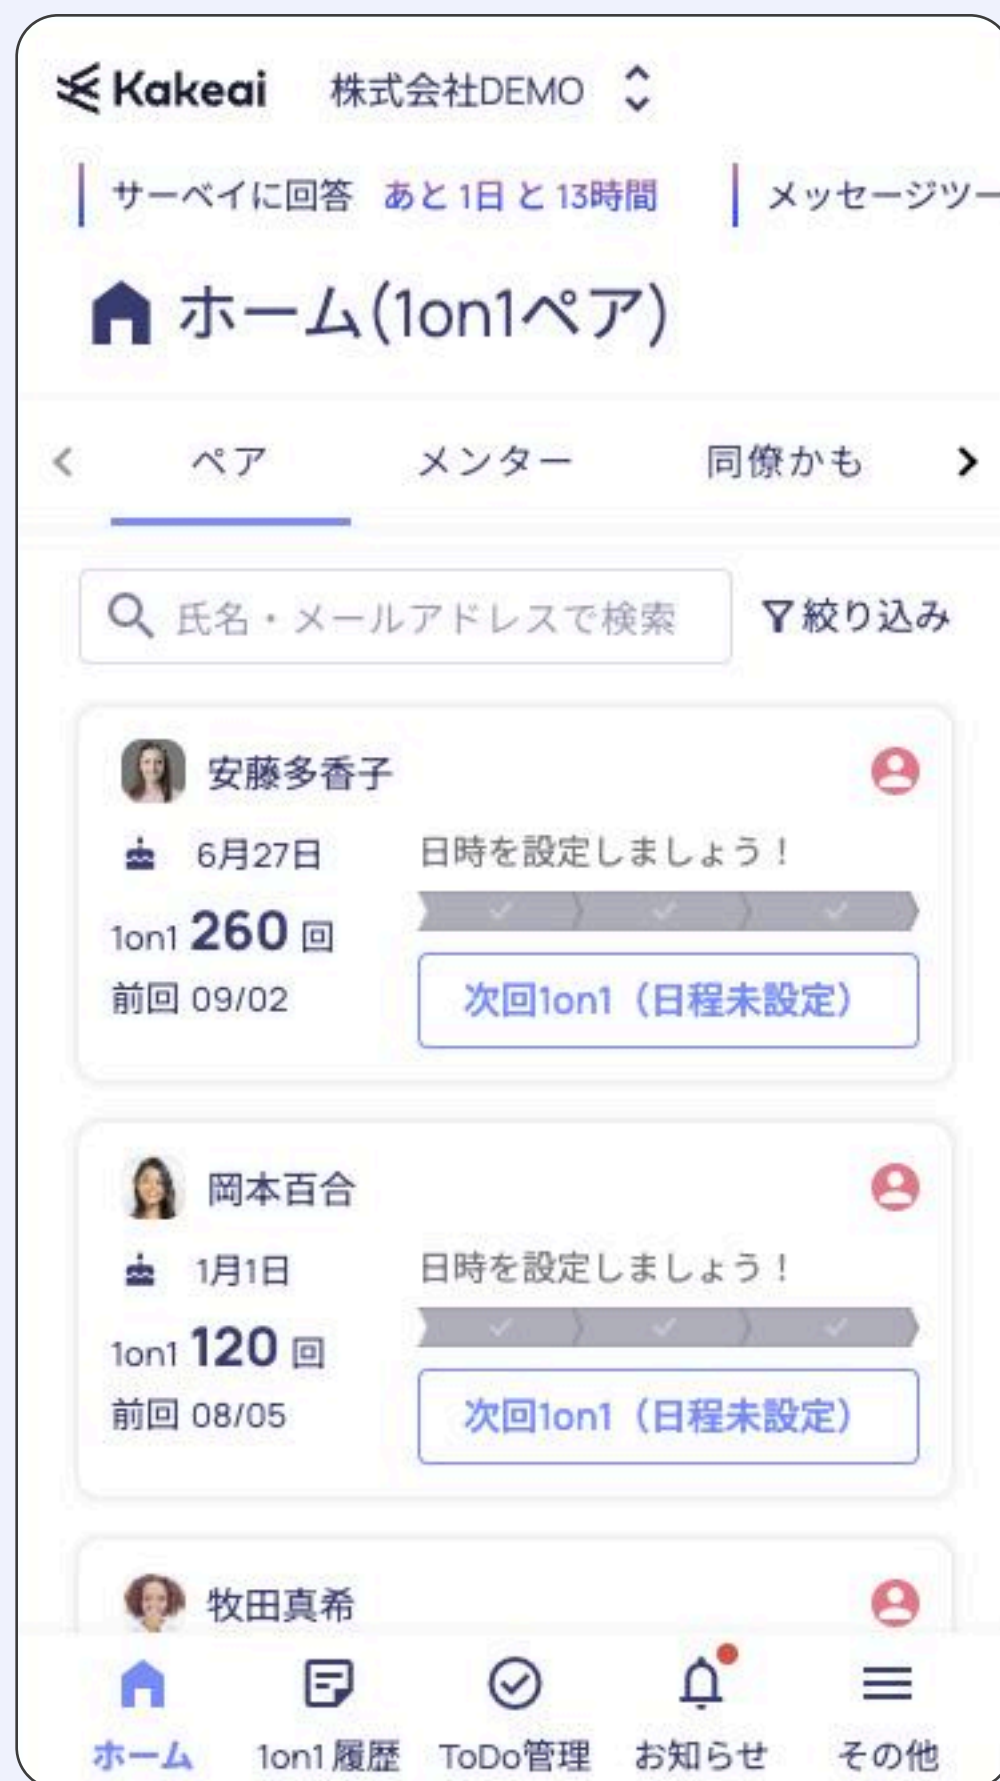 Kakeai 株式会社DEMO
サーベイに回答 あと1日と13時間 メッセージツー
ホーム(1on1ペア)
ペア メンター 同僚かも
氏名・メールアドレスで検索 絞り込み
安藤多香子
6月27日 日時を設定しましょう！
1on1 260 回
前回 09/02 次回1on1（日程未設定）
岡本百合
1月1日 日時を設定しましょう！
1on1 120 回
前回 08/05 次回1on1（日程未設定）
牧田真希
ホーム 1on1履歴 ToDo管理 お知らせ その他